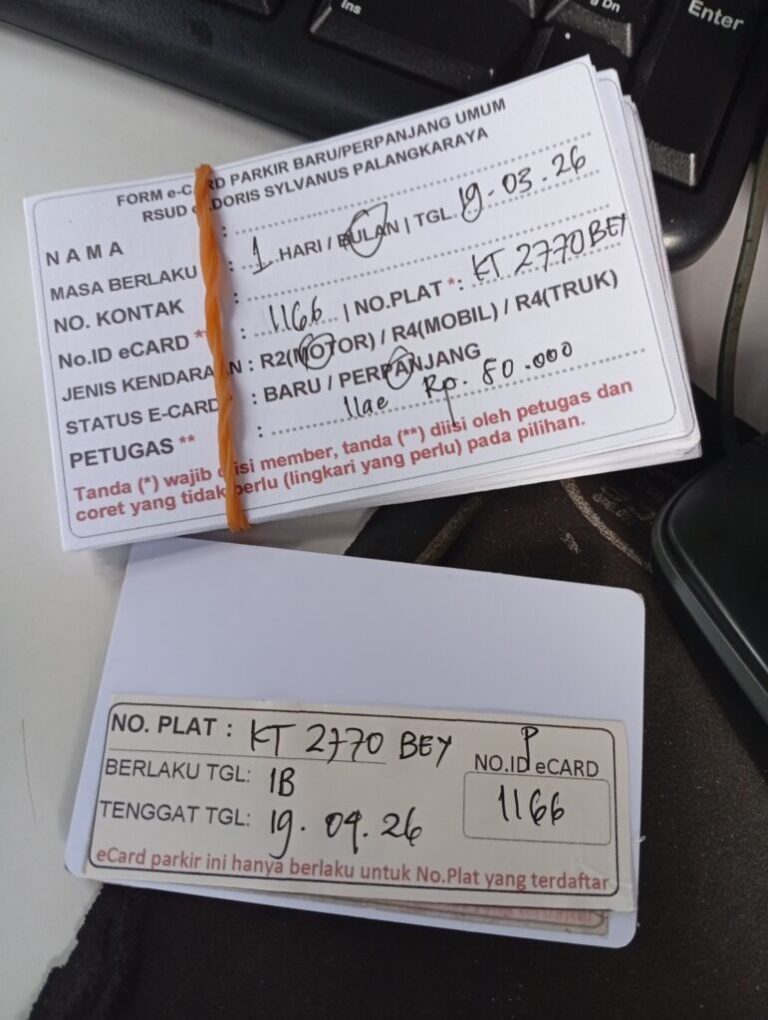 Ins
Enter
FORM e-CARD PARKIR BARU/PERPANJANG UMUM
RSUD DORIS SYLVANUS PALANGKARAYA
NAMA :
MASA BERLAKU : 1 HARI / BULAN | TGL. 19.03.26
NO. KONTAK :
No.ID eCARD * : 1166 | NO.PLAT *: KT 2770 BEY
JENIS KENDARAAN : R2(MOTOR) / R4(MOBIL) / R4(TRUK)
STATUS E-CARD : BARU / PERPANJANG
PETUGAS ** : Ilae Rp. 80.000
Tanda (*) wajib diisi member, tanda (**) diisi oleh petugas dan
coret yang tidak perlu (lingkari yang perlu) pada pilihan.
NO. PLAT : KT 2770 BEY
P
NO.ID eCARD
BERLAKU TGL: 1B
1166
TENGGAT TGL: 19.04.26
eCard parkir ini hanya berlaku untuk No.Plat yang terdaftar